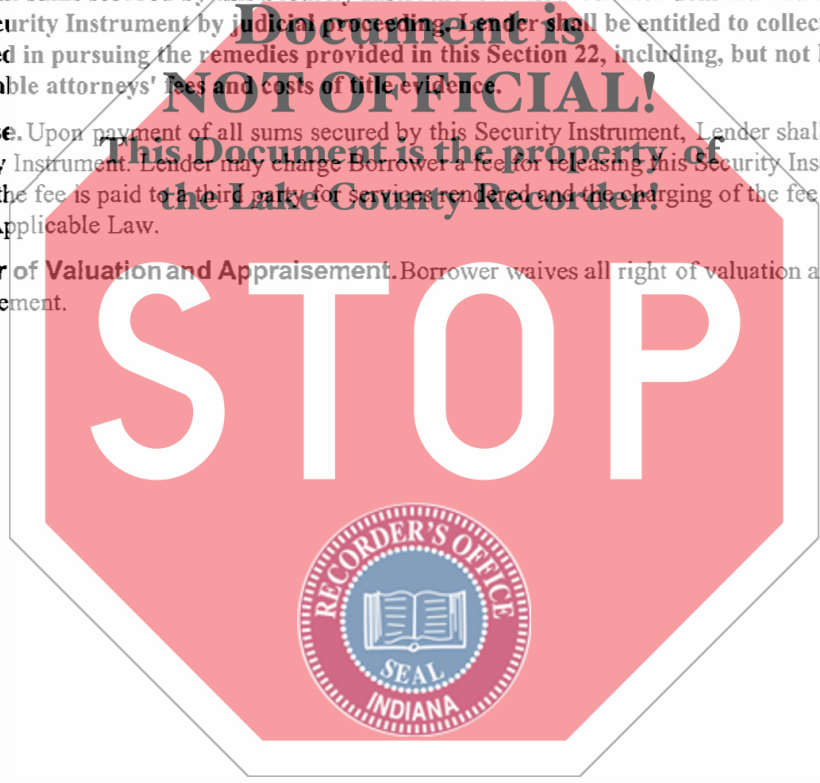 Document is
curity Instrument by judicial proceeding. Lender shall be entitled to collec
d in pursuing the remedies provided in this Section 22, including, but not
ble attorneys' fees and costs of title evidence.
NOT OFFICIAL!
e. Upon payment of all sums secured by this Security Instrument, Lender shal
This Document is the property of
y Instrument. Lender may charge Borrower a fee for releasing this Security Ins
the Lake County Recorder!
he fee is paid to a third party for services rendered and the charging of the fee
pplicable Law.
r of Valuation and Appraisement. Borrower waives all right of valuation a
ement.
STOP
RECORDER'S OFFICE
SEAL
INDIANA